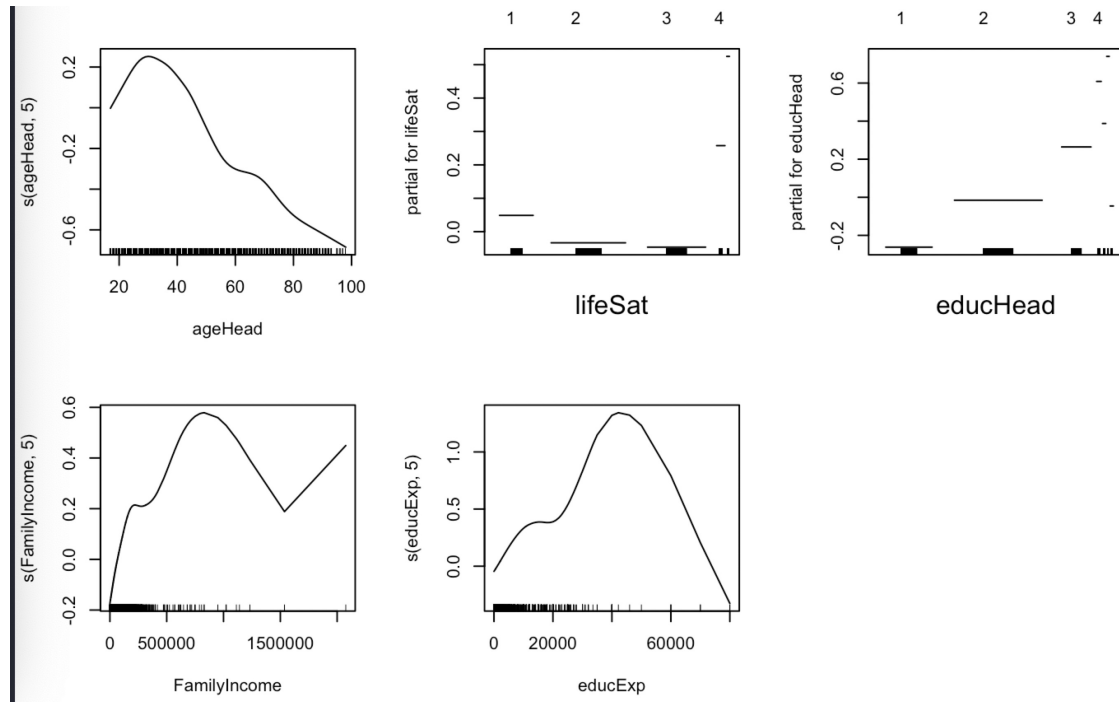 1 2 3 4
1 2 3 4
s(ageHead, 5)
0.2
-0.2
-0.6
20 40 60 80 100
ageHead
partial for lifeSat
0.4
0.2
0.0
lifeSat
partial for educHead
0.6
0.2
-0.2
educHead
s(FamilyIncome, 5)
0.6
0.4
0.2
0.0
-0.2
0 500000 1500000
FamilyIncome
s(educExp, 5)
1.0
0.5
0.0
0 20000 60000
educExp